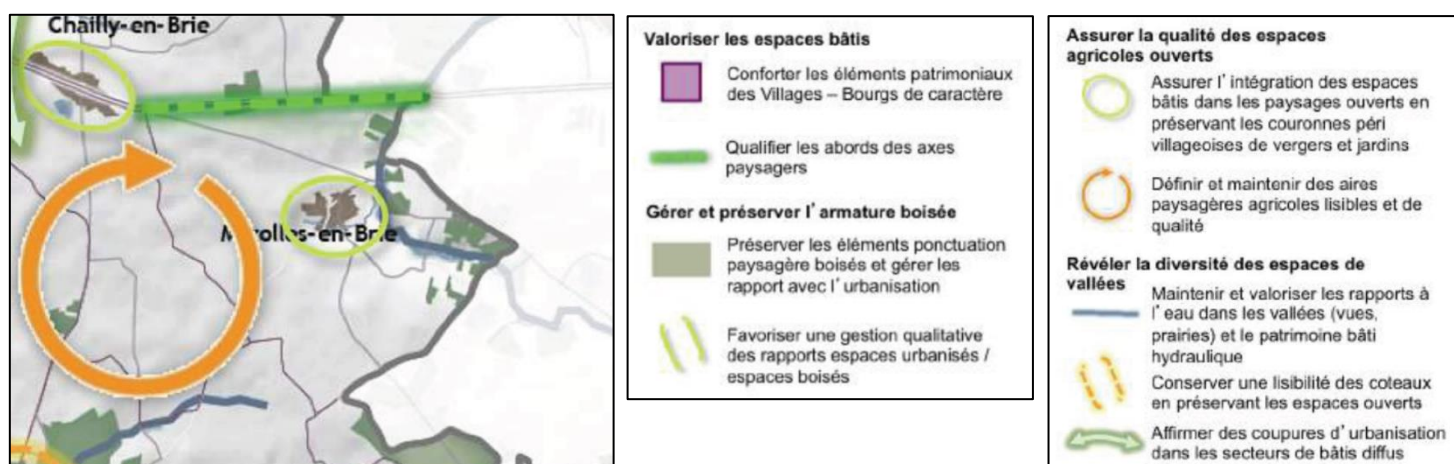 Chailly-en-Brie
Marolles-en-Brie
Valoriser les espaces bâtis
Conforter les éléments patrimoniaux
des Villages – Bourgs de caractère
Qualifier les abords des axes
paysagers
Gérer et préserver l'armature boisée
Préserver les éléments ponctuation
paysagère boisés et gérer les
rapport avec l'urbanisation
Favoriser une gestion qualitative
des rapports espaces urbanisés /
espaces boisés
Assurer la qualité des espaces
agricoles ouverts
Assurer l'intégration des espaces
bâtis dans les paysages ouverts en
préservant les couronnes péri
villageoises de vergers et jardins
Définir et maintenir des aires
paysagères agricoles lisibles et de
qualité
Révéler la diversité des espaces de
vallées
Maintenir et valoriser les rapports à
l'eau dans les vallées (vues,
prairies) et le patrimoine bâti
hydraulique
Conserver une lisibilité des coteaux
en préservant les espaces ouverts
Affirmer des coupures d'urbanisation
dans les secteurs de bâtis diffus